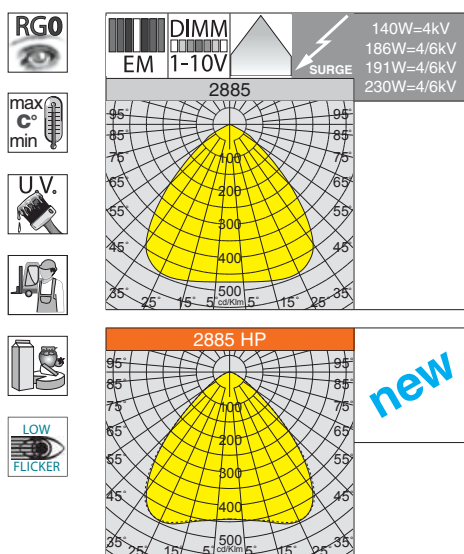 RG0
max
C°
min
U.V.
LOW
FLICKER
EM
DIMM
1-10V
SURGE
140W=4kV
186W=4/6kV
191W=4/6kV
230W=4/6kV
2885
95° 95°
85° 85°
75° 75°
65° 65°
55° 55°
45° 45°
35° 25° 15° 5° 5° 15° 25° 35°
100
200
300
400
500
cd/Klm
2885 HP
new
95° 95°
85° 85°
75° 75°
65° 65°
55° 55°
45° 45°
35° 25° 15° 5° 5° 15° 25° 35°
100
200
300
400
500
cd/Klm